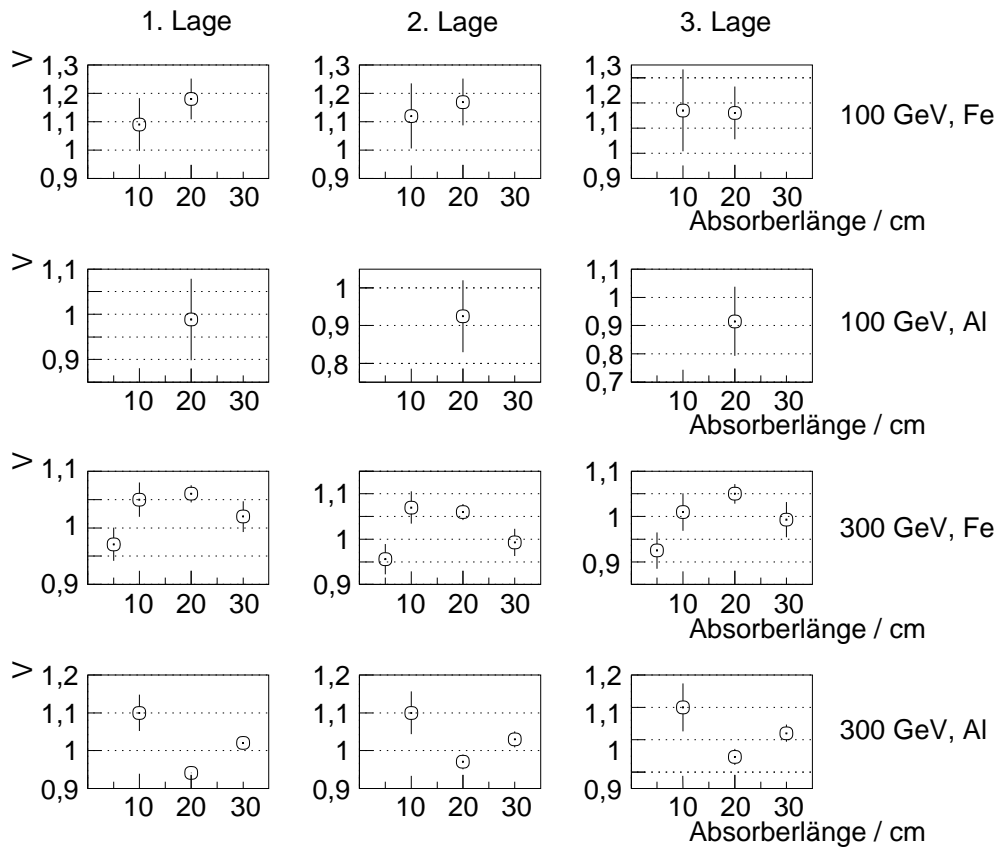 1. Lage 2. Lage 3. Lage
V 1,3 1,3 1,3
1,2 1,2 1,2
1,1 1,1 1,1 100 GeV, Fe
1 1 1
0,9 0,9 0,9
10 20 30 10 20 30 10 20 30
Absorberlänge / cm
V 1,1 1 1,1
1 0,9 1 100 GeV, Al
0,9 0,8 0,9
0,8
0,7
10 20 30 10 20 30 10 20 30
Absorberlänge / cm
V 1,1 1,1 1,1
1 1 1 300 GeV, Fe
0,9 0,9 0,9
10 20 30 10 20 30 10 20 30
Absorberlänge / cm
V 1,2 1,2 1,2
1,1 1,1 1,1 300 GeV, Al
1 1 1
0,9 0,9 0,9
10 20 30 10 20 30 10 20 30
Absorberlänge / cm